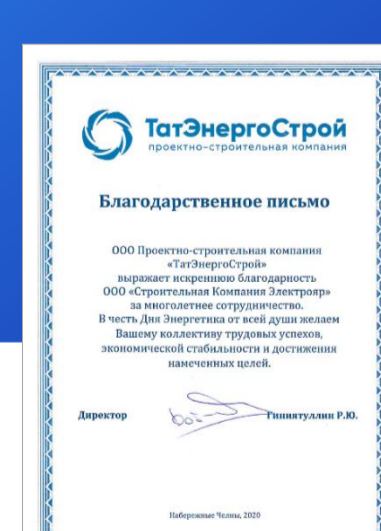 ТатЭнергоСтрой
проектно-строительная компания
Благодарственное письмо
ООО Проектно-строительная компания
«ТатЭнергоСтрой»
выражает искреннюю благодарность
ООО «Строительная Компания Электрояр»
за многолетнее сотрудничество.
В честь Дня Энергетика от всей души желаем
Вашему коллективу трудовых успехов,
экономической стабильности и достижения
намеченных целей.
Директор Гиниятуллин Р.Ю.
Набережные Челны, 2020